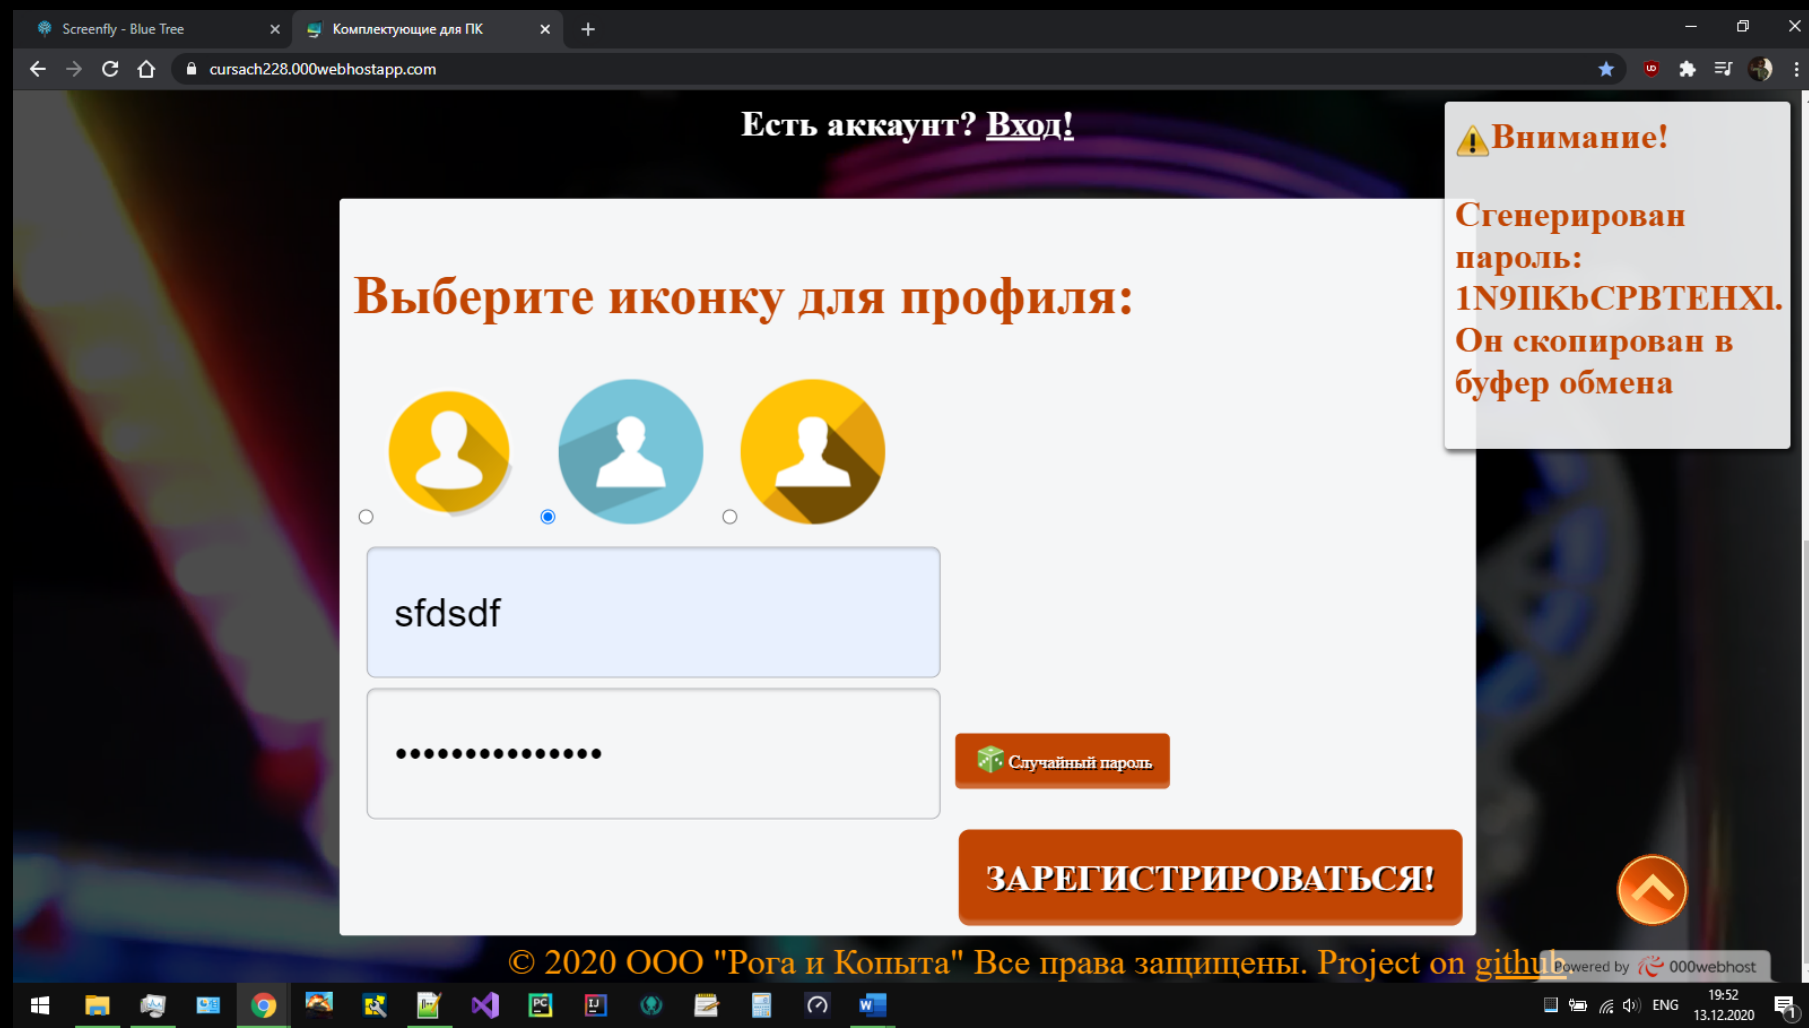 Screenfly - Blue Tree
Комплектующие для ПК
cursach228.000webhostapp.com
Есть аккаунт? Вход!
Внимание!
Сгенерирован
пароль:
1N9IlKbCPBTEHXl.
Он скопирован в
буфер обмена
Выберите иконку для профиля:
sfdsdf
•••••••••••••••
Случайный пароль
ЗАРЕГИСТРИРОВАТЬСЯ!
© 2020 ООО "Рога и Копыта" Все права защищены. Project on github
Powered by 000webhost
ENG
19:52
13.12.2020